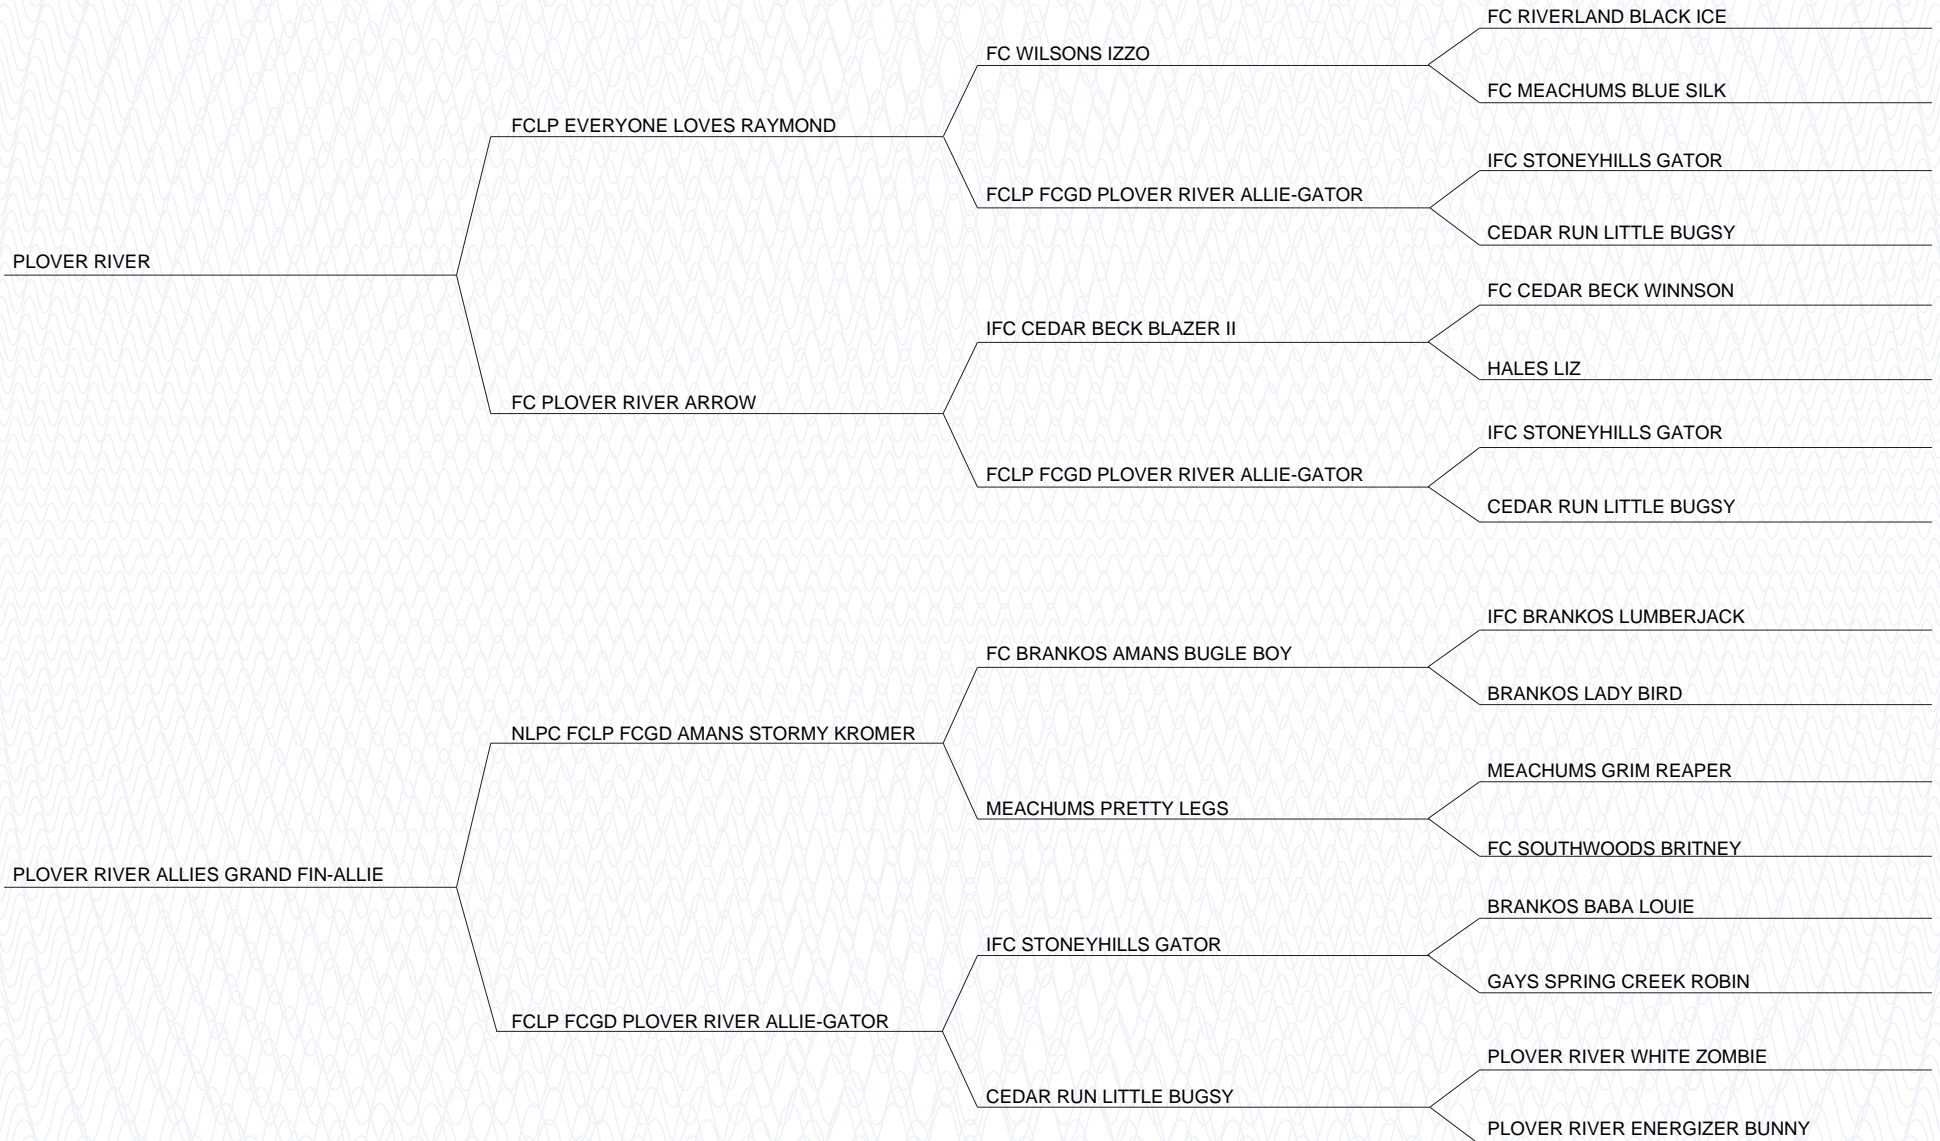 FC RIVERLAND BLACK ICE
FC WILSONS IZZO
FC MEACHUMS BLUE SILK
FCLP EVERYONE LOVES RAYMOND
IFC STONEYHILLS GATOR
FCLP FCGD PLOVER RIVER ALLIE-GATOR
CEDAR RUN LITTLE BUGSY
PLOVER RIVER
FC CEDAR BECK WINNSON
IFC CEDAR BECK BLAZER II
HALES LIZ
FC PLOVER RIVER ARROW
IFC STONEYHILLS GATOR
FCLP FCGD PLOVER RIVER ALLIE-GATOR
CEDAR RUN LITTLE BUGSY
IFC BRANKOS LUMBERJACK
FC BRANKOS AMANS BUGLE BOY
BRANKOS LADY BIRD
NLPC FCLP FCGD AMANS STORMY KROMER
MEACHUMS GRIM REAPER
MEACHUMS PRETTY LEGS
FC SOUTHWOODS BRITNEY
PLOVER RIVER ALLIES GRAND FIN-ALLIE
BRANKOS BABA LOUIE
IFC STONEYHILLS GATOR
GAYS SPRING CREEK ROBIN
FCLP FCGD PLOVER RIVER ALLIE-GATOR
PLOVER RIVER WHITE ZOMBIE
CEDAR RUN LITTLE BUGSY
PLOVER RIVER ENERGIZER BUNNY